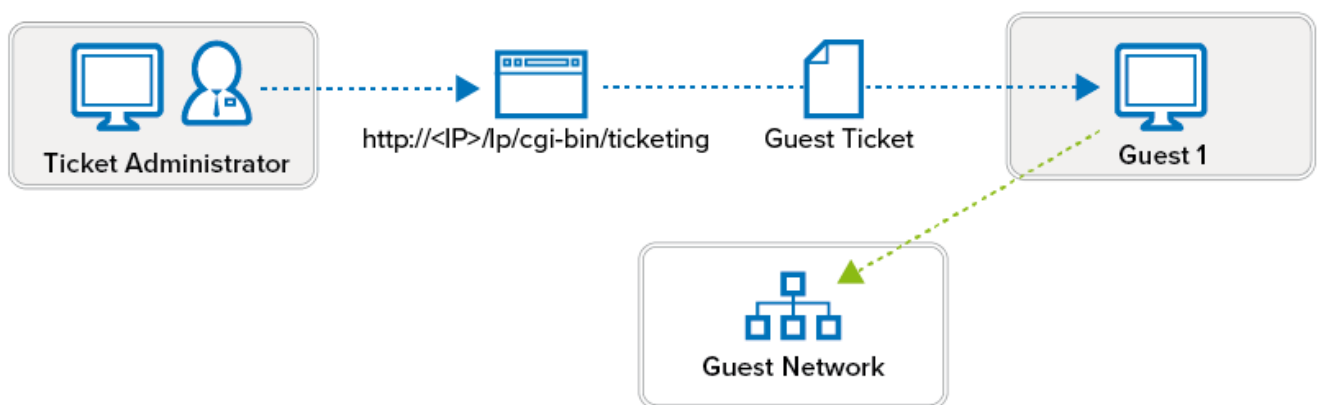 Ticket Administrator
http://<IP>/lp/cgi-bin/ticketing
Guest Ticket
Guest 1
Guest Network